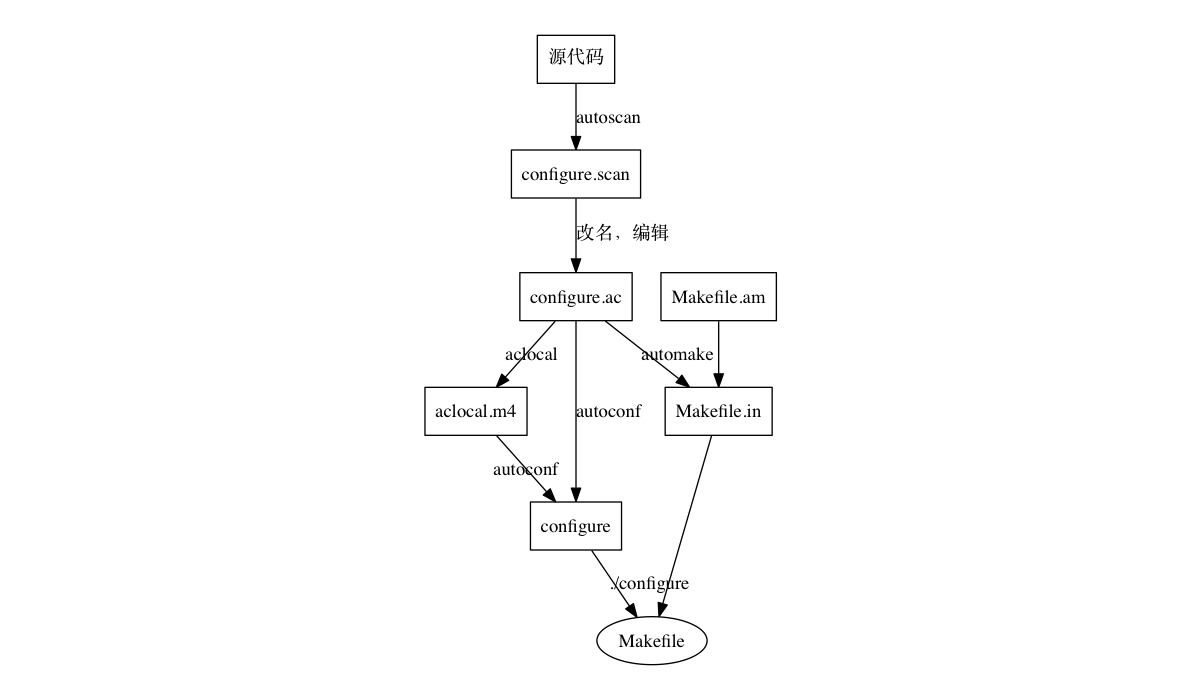 源代码
autoscan
configure.scan
改名，编辑
configure.ac
Makefile.am
aclocal
automake
aclocal.m4
autoconf
Makefile.in
autoconf
configure
./configure
Makefile